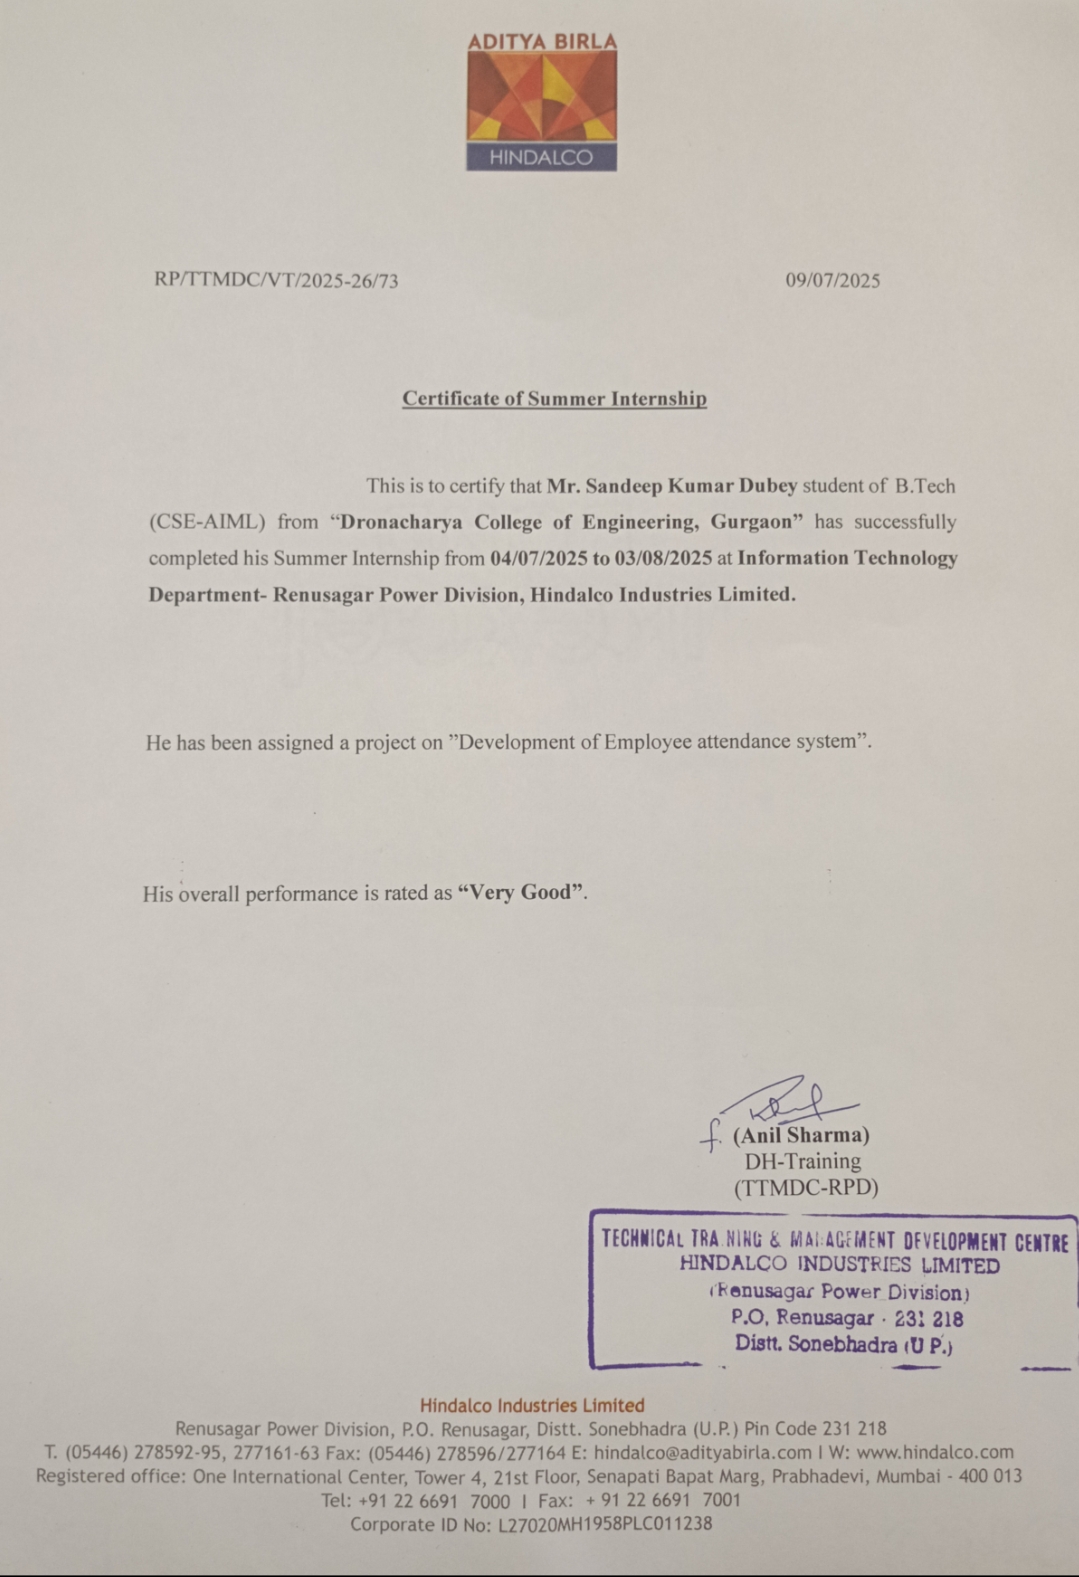 ADITYA BIRLA
HINDALCO
RP/TTMDC/VT/2025-26/73 09/07/2025
Certificate of Summer Internship
This is to certify that Mr. Sandeep Kumar Dubey student of B.Tech
(CSE-AIML) from “Dronacharya College of Engineering, Gurgaon” has successfully
completed his Summer Internship from 04/07/2025 to 03/08/2025 at Information Technology
Department- Renusagar Power Division, Hindalco Industries Limited.
He has been assigned a project on ”Development of Employee attendance system”.
His overall performance is rated as “Very Good”.
f. (Anil Sharma)
DH-Training
(TTMDC-RPD)
TECHNICAL TRAINING & MANAGEMENT DEVELOPMENT CENTRE
HINDALCO INDUSTRIES LIMITED
(Renusagar Power Division)
P.O. Renusagar - 231 218
Distt. Sonebhadra (U P.)
Hindalco Industries Limited
Renusagar Power Division, P.O. Renusagar, Distt. Sonebhadra (U.P.) Pin Code 231 218
T. (05446) 278592-95, 277161-63 Fax: (05446) 278596/277164 E: hindalco@adityabirla.com I W: www.hindalco.com
Registered office: One International Center, Tower 4, 21st Floor, Senapati Bapat Marg, Prabhadevi, Mumbai - 400 013
Tel: +91 22 6691 7000 I Fax: + 91 22 6691 7001
Corporate ID No: L27020MH1958PLC011238